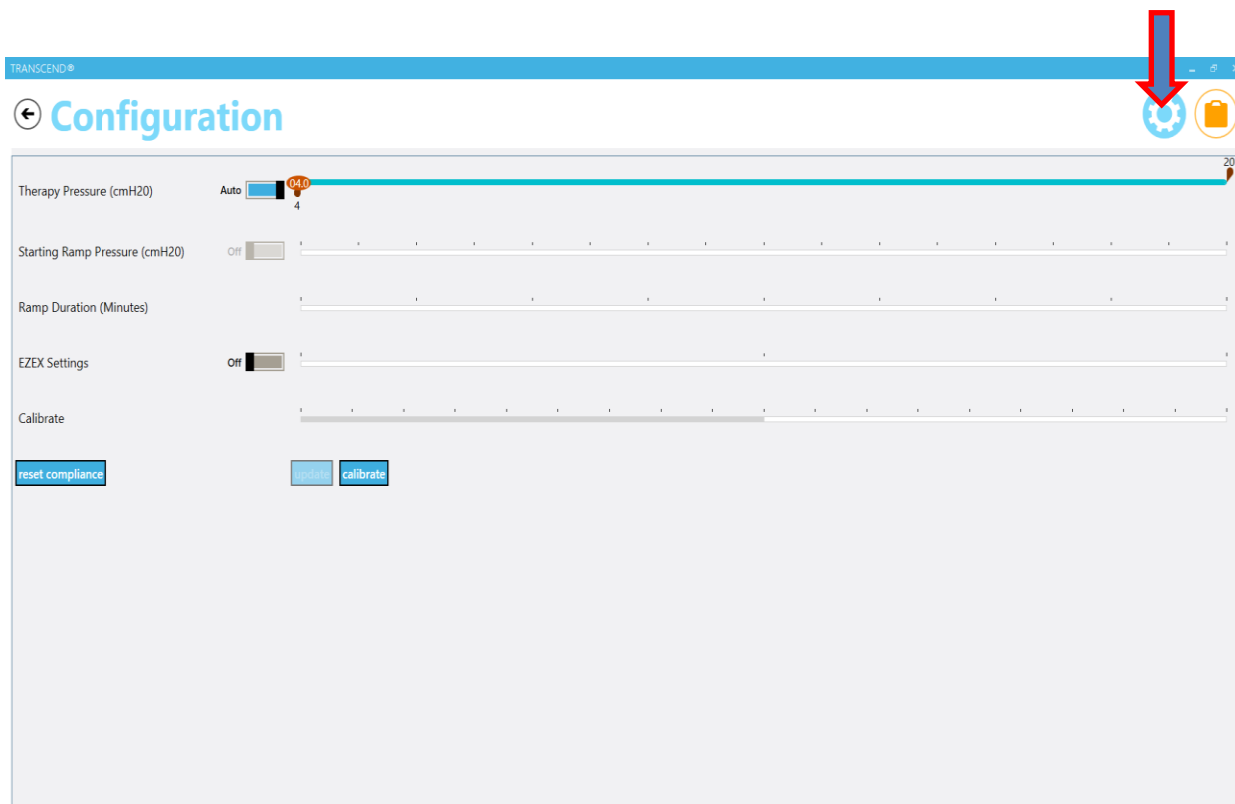 TRANSCEND®
Configuration
20
Therapy Pressure (cmH20) Auto 04.0
4
Starting Ramp Pressure (cmH20) Off
Ramp Duration (Minutes)
EZEX Settings Off
Calibrate
reset compliance update calibrate